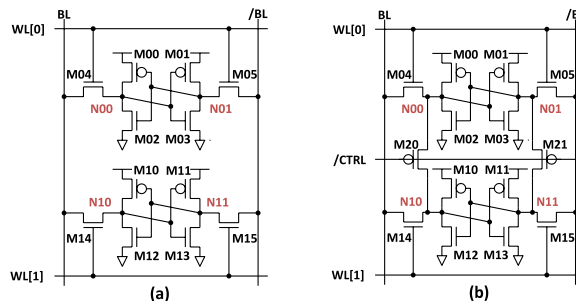 BL /BL BL /BL
WL[0] WL[0]
M00 M01 M00 M01
M04 M05 M04 M05
N00 N01 N00 N01
M02 M03 M02 M03
M20 M21
/CTRL
M10 M11 M10 M11
N10 N11 N10 N11
M14 M12 M13 M15 M14 M12 M13 M15
WL[1] WL[1]
(a) (b)